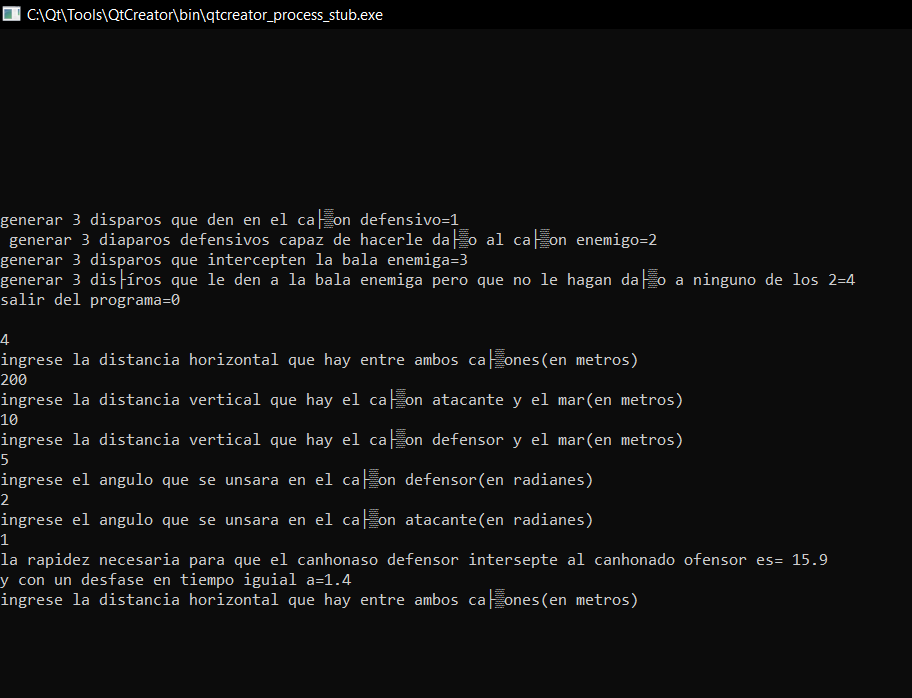 C:\Qt\Tools\QtCreator\bin\qtcreator_process_stub.exe
generar 3 disparos que den en el ca├▒on defensivo=1
generar 3 diaparos defensivos capaz de hacerle da├▒o al ca├▒on enemigo=2
generar 3 disparos que intercepten la bala enemiga=3
generar 3 dis├íros que le den a la bala enemiga pero que no le hagan da├▒o a ninguno de los 2=4
salir del programa=0
4
ingrese la distancia horizontal que hay entre ambos ca├▒ones(en metros)
200
ingrese la distancia vertical que hay el ca├▒on atacante y el mar(en metros)
10
ingrese la distancia vertical que hay el ca├▒on defensor y el mar(en metros)
5
ingrese el angulo que se unsara en el ca├▒on defensor(en radianes)
2
ingrese el angulo que se unsara en el ca├▒on atacante(en radianes)
1
la rapidez necesaria para que el canhonaso defensor intersepte al canhonado ofensor es= 15.9
y con un desfase en tiempo iguial a=1.4
ingrese la distancia horizontal que hay entre ambos ca├▒ones(en metros)